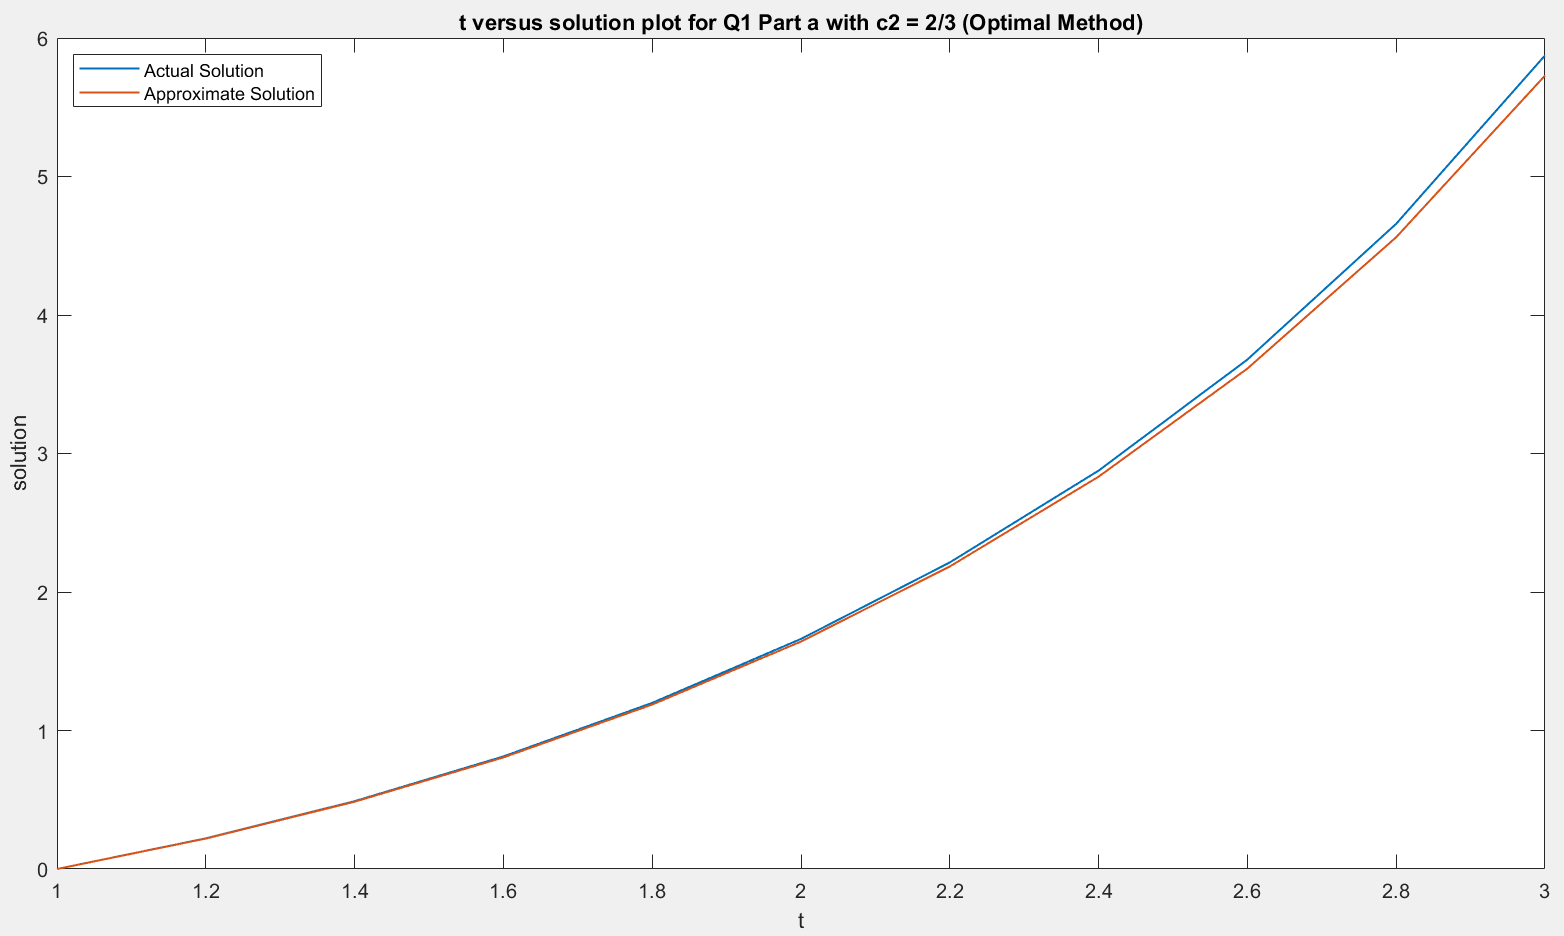 t versus solution plot for Q1 Part a with c2 = 2/3 (Optimal Method)
Actual Solution
Approximate Solution
6
5
4
3
2
1
0
solution
1 1.2 1.4 1.6 1.8 2 2.2 2.4 2.6 2.8 3
t